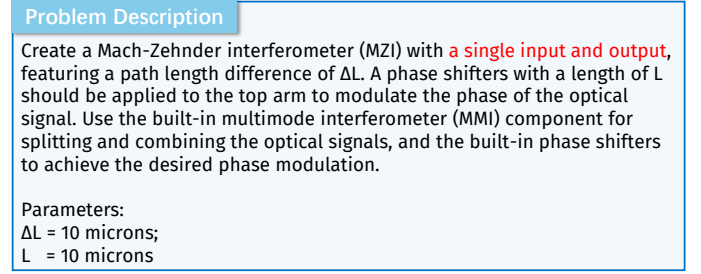 Problem Description
Create a Mach-Zehnder interferometer (MZI) with a single input and output,
featuring a path length difference of ΔL. A phase shifters with a length of L
should be applied to the top arm to modulate the phase of the optical
signal. Use the built-in multimode interferometer (MMI) component for
splitting and combining the optical signals, and the built-in phase shifters
to achieve the desired phase modulation.
Parameters:
ΔL = 10 microns;
L = 10 microns